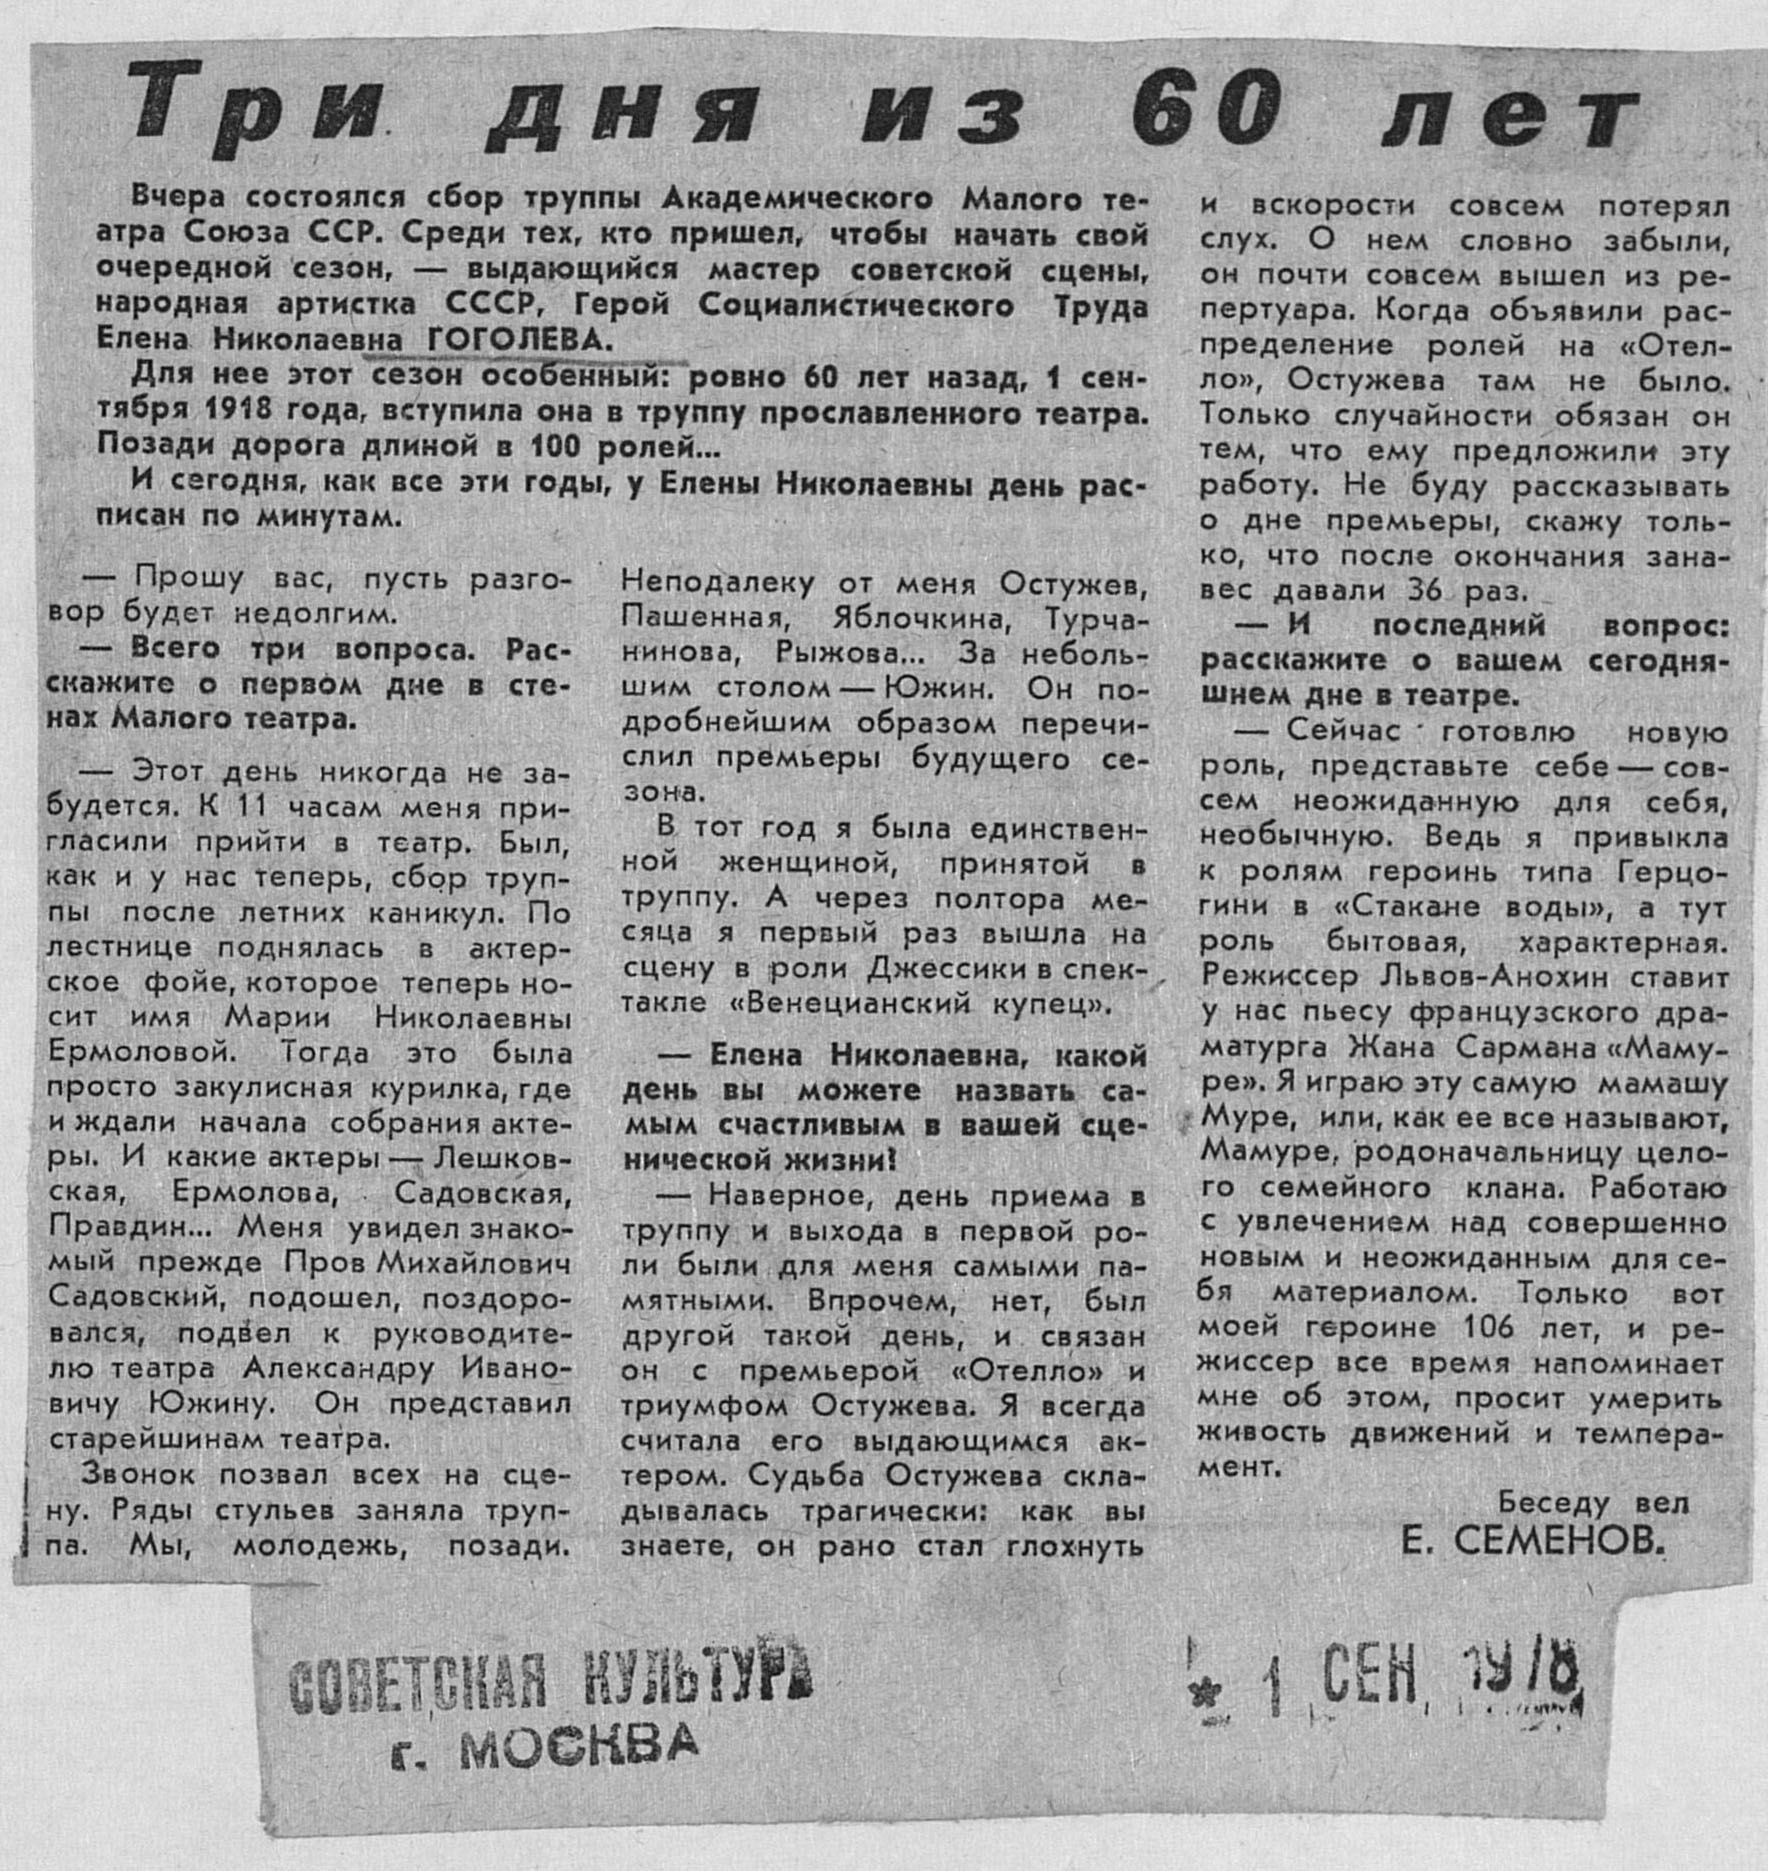 Три дня из 60 лет
Вчера состоялся сбор труппы Академического Малого те-
атра Союза ССР. Среди тех, кто пришел, чтобы начать свой
очередной сезон, — выдающийся мастер советской сцены,
народная артистка СССР, Герой Социалистического Труда
Елена Николаевна ГОГОЛЕВА.
Для нее этот сезон особенный: ровно 60 лет назад, 1 сен-
тября 1918 года, вступила она в труппу прославленного театра.
Позади дорога длиной в 100 ролей...
И сегодня, как все эти годы, у Елены Николаевны день рас-
писан по минутам.
— Прошу вас, пусть разго-
вор будет недолгим.
— Всего три вопроса. Рас-
скажите о первом дне в сте-
нах Малого театра.
— Этот день никогда не за-
будется. К 11 часам меня при-
гласили прийти в театр. Был,
как и у нас теперь, сбор труп-
пы после летних каникул. По
лестнице поднялась в актер-
ское фойе, которое теперь но-
сит имя Марии Николаевны
Ермоловой. Тогда это была
просто закулисная курилка, где
и ждали начала собрания акте-
ры. И какие актеры — Лешков-
ская, Ермолова, Садовская,
Правдин... Меня увидел знако-
мый прежде Пров Михайлович
Садовский, подошел, поздоро-
вался, подвел к руководите-
лю театра Александру Ивано-
вичу Южину. Он представил
старейшинам театра.
Звонок позвал всех на сце-
ну. Ряды стульев заняла труп-
па. Мы, молодежь, позади.
Неподалеку от меня Остужев,
Пашенная, Яблочкина, Турча-
нинова, Рыжова... За неболь-
шим столом — Южин. Он по-
дробнейшим образом перечи-
слил премьеры будущего се-
зона.
В тот год я была единствен-
ной женщиной, принятой в
труппу. А через полтора ме-
сяца я первый раз вышла на
сцену в роли Джессики в спек-
такле «Венецианский купец».
— Елена Николаевна, какой
день вы можете назвать са-
мым счастливым в вашей сце-
нической жизни?
— Наверное, день приема в
труппу и выхода в первой ро-
ли были для меня самыми па-
мятными. Впрочем, нет, был
другой такой день, и связан
он с премьерой «Отелло» и
триумфом Остужева. Я всегда
считала его выдающимся ак-
тером. Судьба Остужева скла-
дывалась трагически: как вы
знаете, он рано стал глохнуть
и вскорости совсем потерял
слух. О нем словно забыли,
он почти совсем вышел из ре-
пертуара. Когда объявили рас-
пределение ролей на «Отел-
ло», Остужева там не было.
Только случайности обязан он
тем, что ему предложили эту
работу. Не буду рассказывать
о дне премьеры, скажу толь-
ко, что после окончания зана-
вес давали 36 раз.
— И последний вопрос:
расскажите о вашем сегодня-
шнем дне в театре.
— Сейчас готовлю новую
роль, представьте себе — сов-
сем неожиданную для себя,
необычную. Ведь я привыкла
к ролям героинь типа Герцо-
гини в «Стакане воды», а тут
роль бытовая, характерная.
Режиссер Львов-Анохин ставит
у нас пьесу французского дра-
матурга Жана Сармана «Маму-
ре». Я играю эту самую мамашу
Муре, или, как ее все называют,
Мамуре, родоначальницу цело-
го семейного клана. Работаю
с увлечением над совершенно
новым и неожиданным для се-
бя материалом. Только вот
моей героине 106 лет, и ре-
жиссер все время напоминает
мне об этом, просит умерить
живость движений и темпера-
мент.
Беседу вел
Е. СЕМЕНОВ.
СОВЕТСКАЯ КУЛЬТУРА
г. МОСКВА
* 1 СЕН 1978